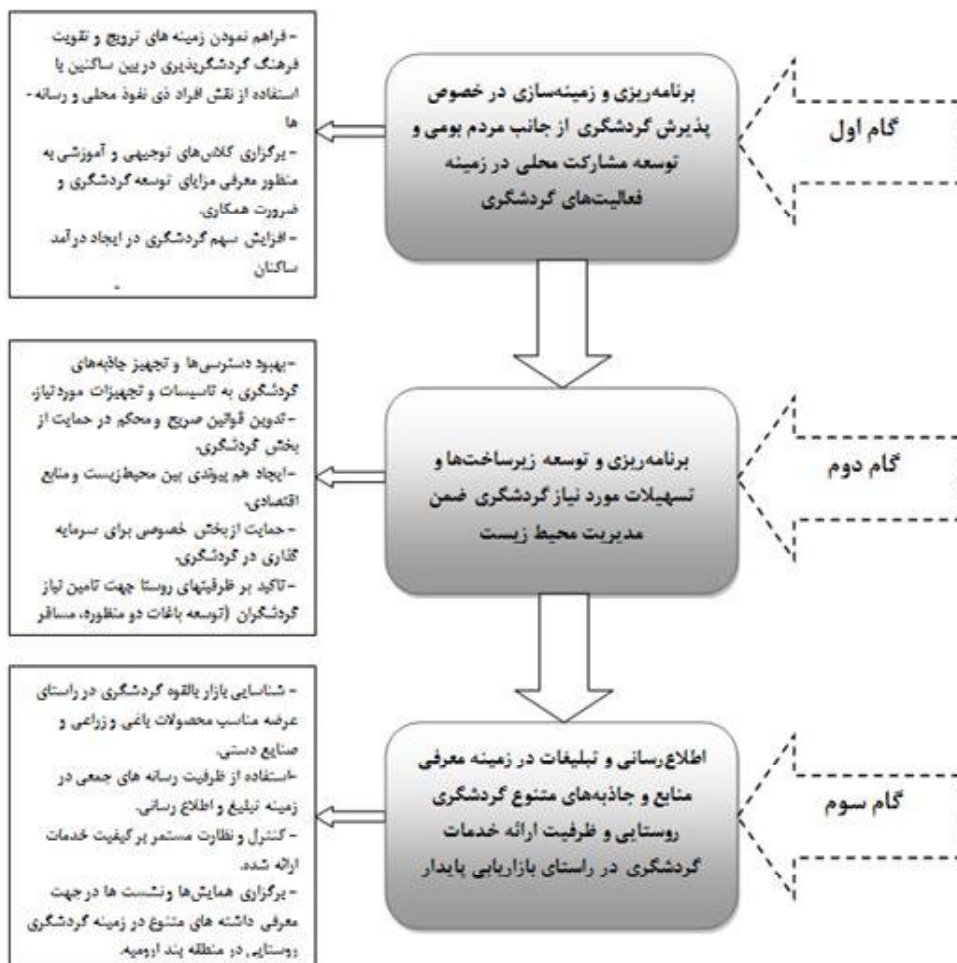 گام اول
برنامه‌ریزی و زمینه‌سازی در خصوص
پذیرش گردشگری از جانب مردم بومی و
توسعه مشارکت محلی در زمینه
فعالیت‌های گردشگری
- فراهم نمودن زمینه های ترویج و تقویت
فرهنگ گردشگرپذیری در بین ساکنین با
استفاده از نقش افراد ذی نفوذ محلی و رسانه-
ها
- برگزاری کلاس‌های توجیهی و آموزشی به
منظور معرفی مزایای توسعه گردشگری و
ضرورت همکاری.
- افزایش سهم گردشگری در ایجاد درآمد
ساکنان
گام دوم
برنامه‌ریزی و توسعه زیرساخت‌ها و
تسهیلات مورد نیاز گردشگری ضمن
مدیریت محیط زیست
-بهبود دسترسی‌ها و تجهیز جاذبه‌های
گردشگری به تاسیسات و تجهیزات مورد نیاز.
-تدوین قوانین صریح و محکم در حمایت از
بخش گردشگری.
- ایجاد هم پیوندی بین محیط‌زیست و منابع
اقتصادی.
- حمایت از بخش خصوصی برای سرمایه
گذاری در گردشگری.
-تاکید بر ظرفیتهای روستا جهت تامین نیاز
گردشگران (توسعه باغات دو منظوره، مسافر
گام سوم
اطلاع‌رسانی و تبلیغات در زمینه معرفی
منابع و جاذبه‌های متنوع گردشگری
روستایی و ظرفیت ارائه خدمات
گردشگری در راستای بازاریابی پایدار
- شناسایی بازار بالقوه گردشگری در راستای
عرضه مناسب محصولات باغی و زراعی و
صنایع دستی.
-استفاده از ظرفیت رسانه های جمعی در
زمینه تبلیغ و اطلاع رسانی.
- کنترل و نظارت مستمر بر کیفیت خدمات
ارائه شده.
- برگزاری همایش‌ها و نشست ها در جهت
معرفی داشته های متنوع در زمینه گردشگری
روستایی در منطقه بند ارومیه.